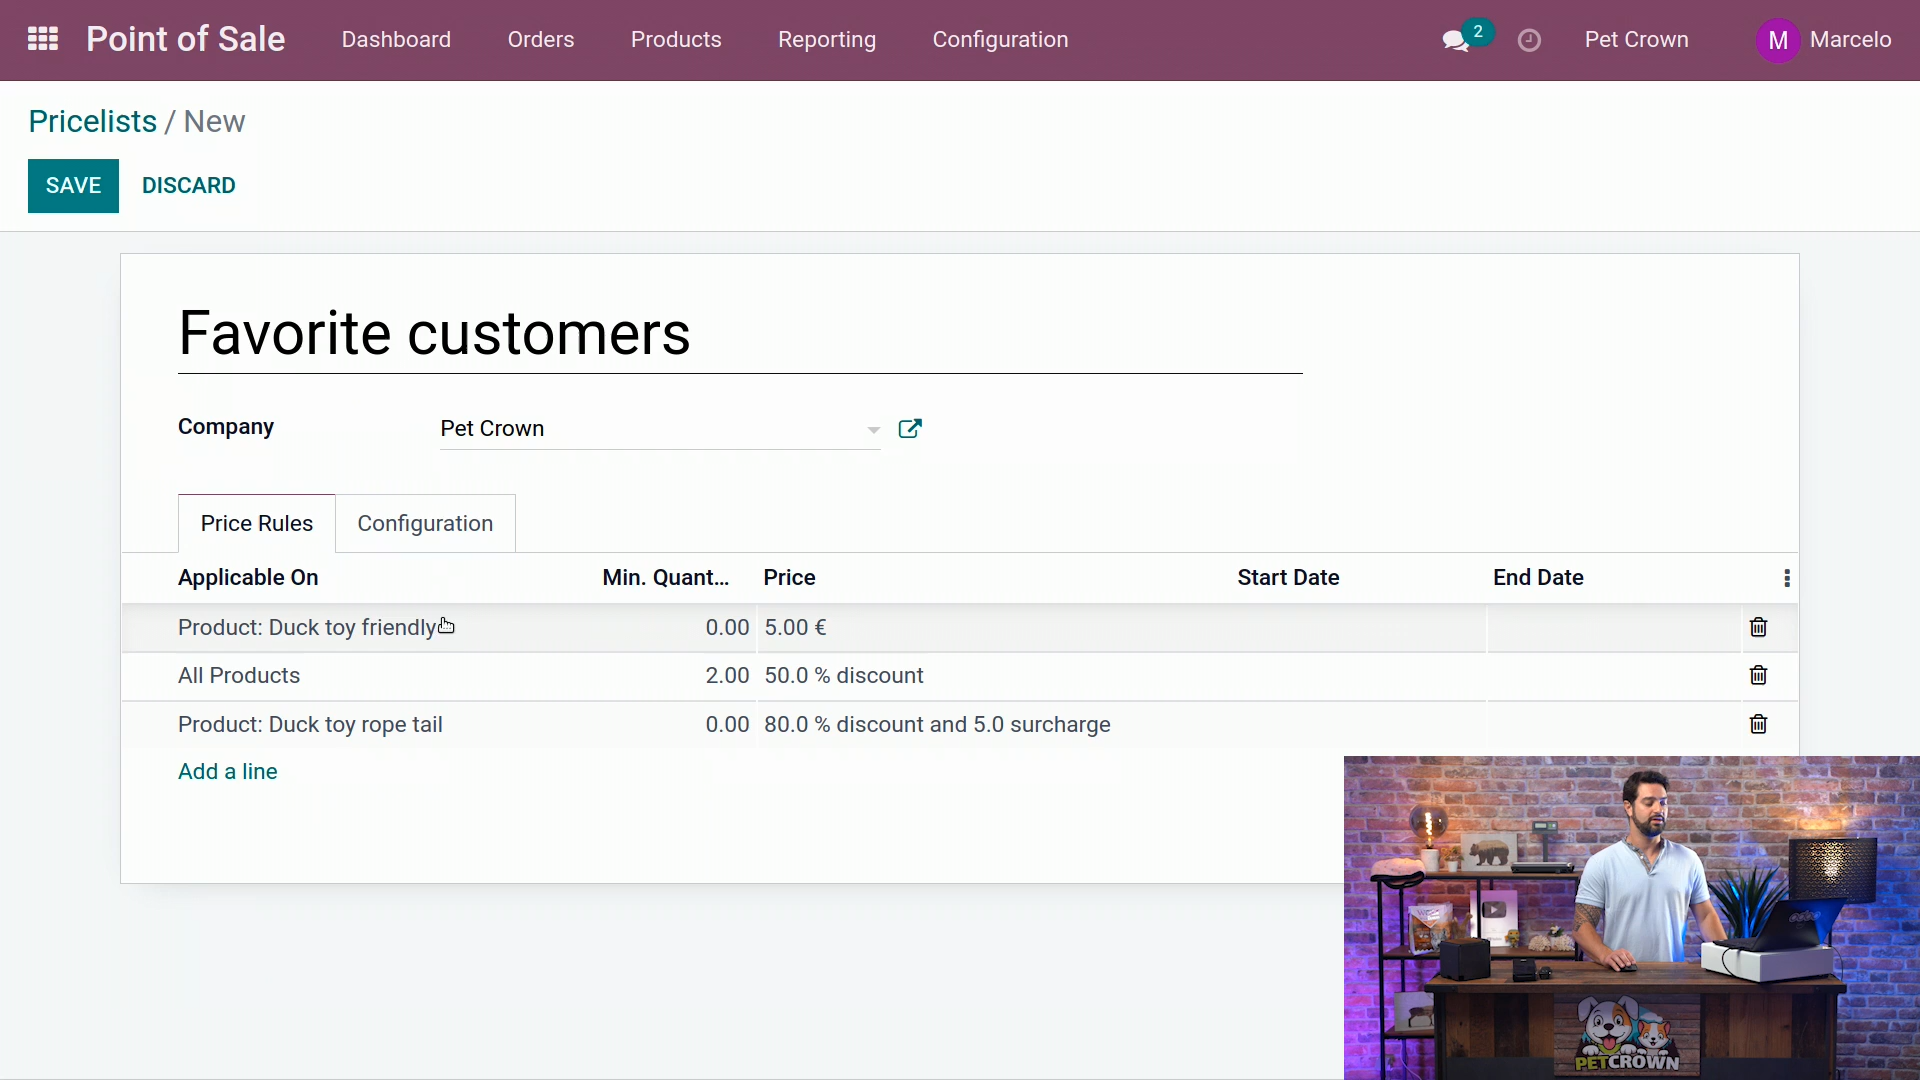 Point of Sale Dashboard Orders Products Reporting Configuration 2 Pet Crown M Marcelo
Pricelists / New
SAVE DISCARD
Favorite customers
Company Pet Crown
Price Rules Configuration
Applicable On Min. Quant... Price Start Date End Date
Product: Duck toy friendly 0.00 5.00 €
All Products 2.00 50.0 % discount
Product: Duck toy rope tail 0.00 80.0 % discount and 5.0 surcharge
Add a line
PETCROWN